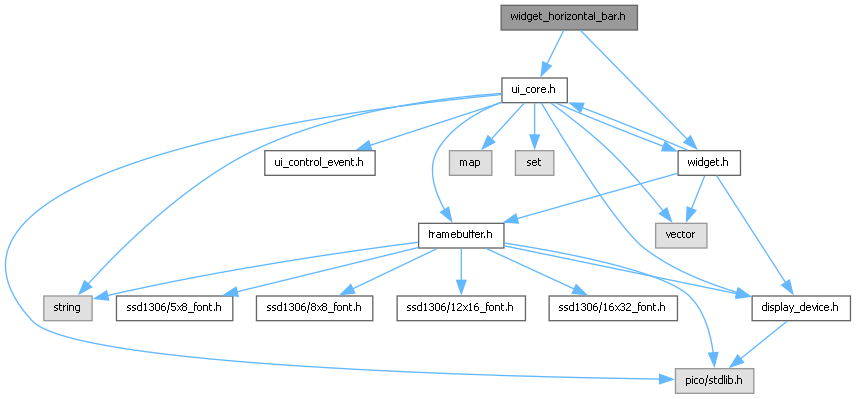 widget_horizontal_bar.h
ui_core.h
ui_control_event.h
map
set
widget.h
vector
framebuffer.h
string
ssd1306/5x8_font.h
ssd1306/8x8_font.h
ssd1306/12x16_font.h
ssd1306/16x32_font.h
display_device.h
pico/stdlib.h